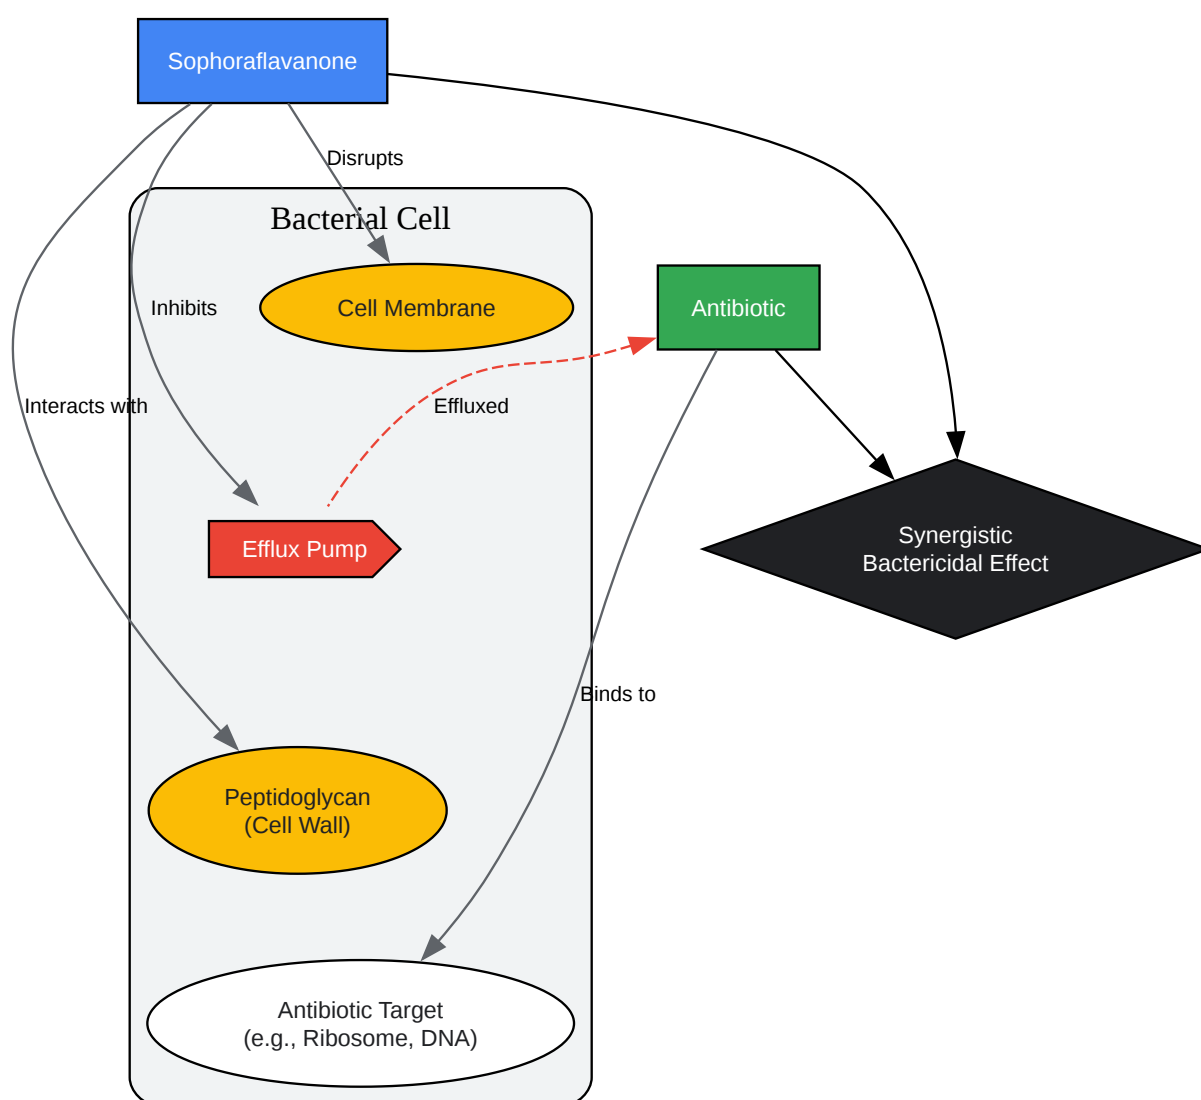 Sophoraflavanone
Disrupts
Bacterial Cell
Inhibits
Cell Membrane
Antibiotic
Interacts with
Effluxed
Efflux Pump
Synergistic
Bactericidal Effect
Binds to
Peptidoglycan
(Cell Wall)
Antibiotic Target
(e.g., Ribosome, DNA)